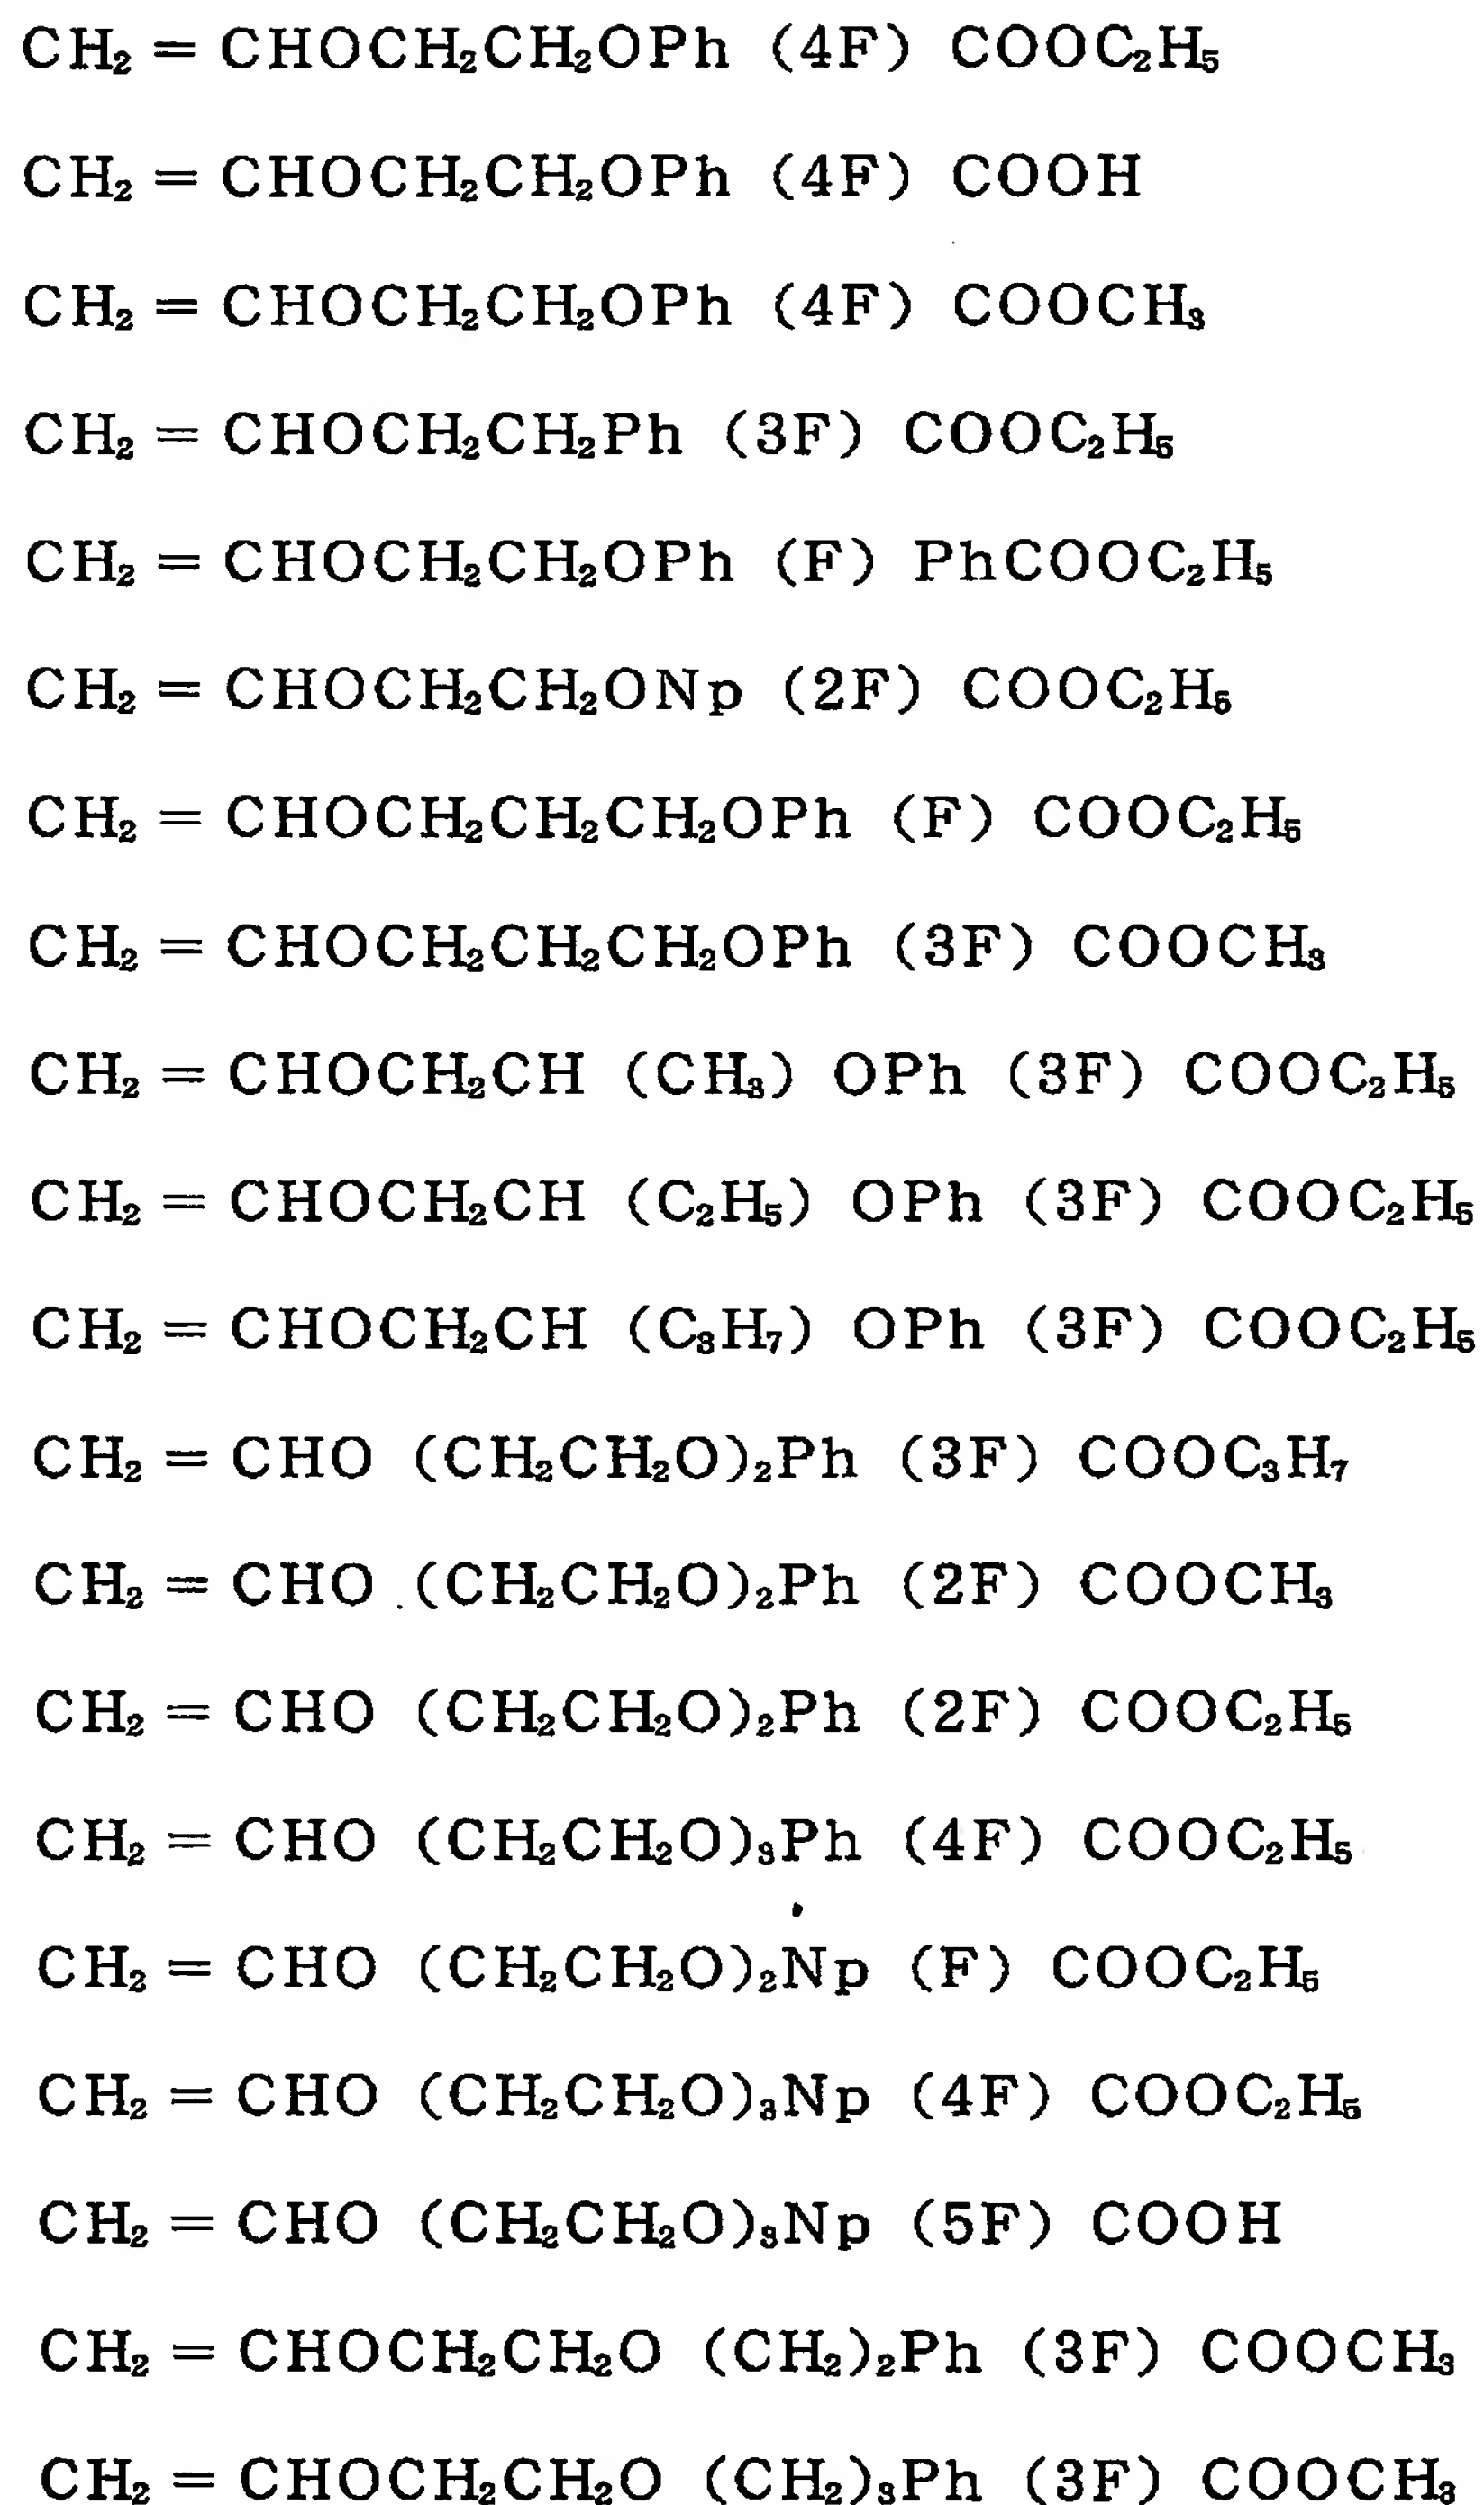 CH₂ = CHOCH₂CH₂OPh (4F) COOC₂H₅
CH₂ = CHOCH₂CH₂OPh (4F) COOH
CH₂ = CHOCH₂CH₂OPh (4F) COOCH₃
CH₂ = CHOCH₂CH₂Ph (3F) COOC₂H₅
CH₂ = CHOCH₂CH₂OPh (F) PhCOOC₂H₅
CH₂ = CHOCH₂CH₂ONp (2F) COOC₂H₅
CH₂ = CHOCH₂CH₂CH₂OPh (F) COOC₂H₅
CH₂ = CHOCH₂CH₂CH₂OPh (3F) COOCH₃
CH₂ = CHOCH₂CH (CH₃) OPh (3F) COOC₂H₅
CH₂ = CHOCH₂CH (C₂H₅) OPh (3F) COOC₂H₅
CH₂ = CHOCH₂CH (C₃H₇) OPh (3F) COOC₂H₅
CH₂ = CHO (CH₂CH₂O)₂Ph (3F) COOC₃H₇
CH₂ = CHO (CH₂CH₂O)₂Ph (2F) COOCH₃
CH₂ = CHO (CH₂CH₂O)₂Ph (2F) COOC₂H₅
CH₂ = CHO (CH₂CH₂O)₃Ph (4F) COOC₂H₅
CH₂ = CHO (CH₂CH₂O)₂Np (F) COOC₂H₅
CH₂ = CHO (CH₂CH₂O)₃Np (4F) COOC₂H₅
CH₂ = CHO (CH₂CH₂O)₃Np (5F) COOH
CH₂ = CHOCH₂CH₂O (CH₂)₂Ph (3F) COOCH₃
CH₂ = CHOCH₂CH₂O (CH₂)₃Ph (3F) COOCH₃